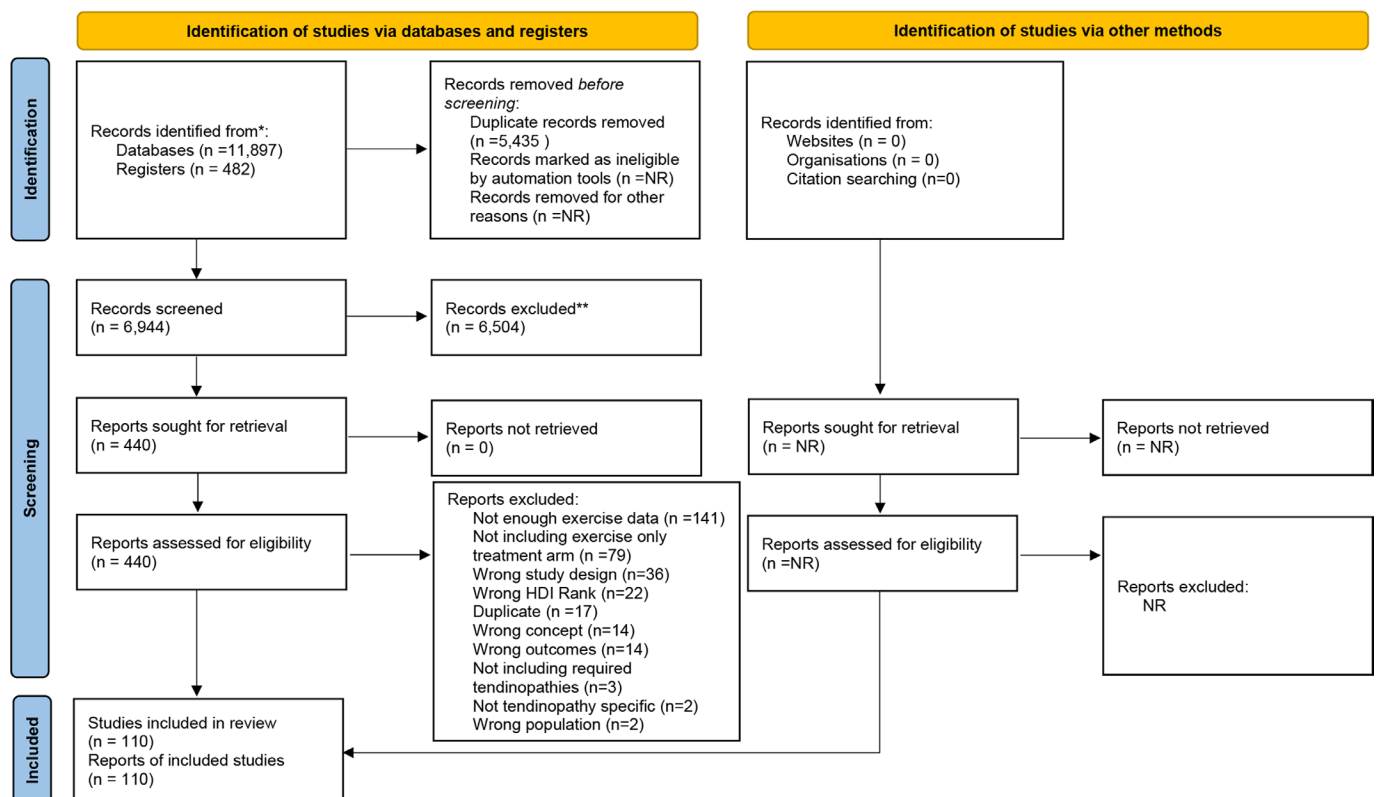 Identification of studies via databases and registers
Identification of studies via other methods
Identification
Records identified from*:
Databases (n =11,897)
Registers (n = 482)
Records removed before
screening:
Duplicate records removed
(n =5,435 )
Records marked as ineligible
by automation tools (n =NR)
Records removed for other
reasons (n =NR)
Records identified from:
Websites (n = 0)
Organisations (n = 0)
Citation searching (n=0)
Screening
Records screened
(n = 6,944)
Records excluded**
(n = 6,504)
Reports sought for retrieval
(n = 440)
Reports not retrieved
(n = 0)
Reports sought for retrieval
(n = NR)
Reports not retrieved
(n = NR)
Reports assessed for eligibility
(n = 440)
Reports excluded:
Not enough exercise data (n =141)
Not including exercise only
treatment arm (n =79)
Wrong study design (n=36)
Wrong HDI Rank (n=22)
Duplicate (n =17)
Wrong concept (n=14)
Wrong outcomes (n=14)
Not including required
tendinopathies (n=3)
Not tendinopathy specific (n=2)
Wrong population (n=2)
Reports assessed for eligibility
(n =NR)
Reports excluded:
NR
Included
Studies included in review
(n = 110)
Reports of included studies
(n = 110)